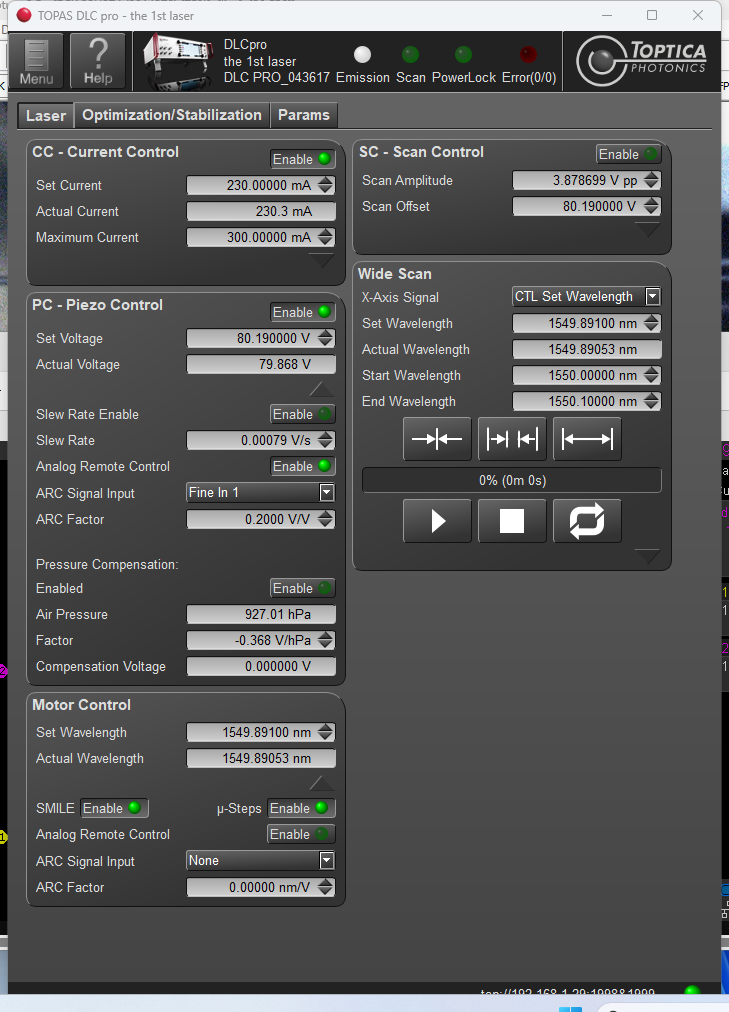 TOPAS DLC pro - the 1st laser
Menu
Help
DLCpro
the 1st laser
DLC PRO_043617
Emission
Scan
PowerLock
Error(0/0)
TOPTICA
PHOTONICS
Laser
Optimization/Stabilization
Params
CC - Current Control
Enable
Set Current 230.00000 mA
Actual Current 230.3 mA
Maximum Current 300.00000 mA
PC - Piezo Control
Enable
Set Voltage 80.190000 V
Actual Voltage 79.868 V
Slew Rate Enable Enable
Slew Rate 0.00079 V/s
Analog Remote Control Enable
ARC Signal Input Fine In 1
ARC Factor 0.2000 V/V
Pressure Compensation:
Enabled Enable
Air Pressure 927.01 hPa
Factor -0.368 V/hPa
Compensation Voltage 0.000000 V
Motor Control
Set Wavelength 1549.89100 nm
Actual Wavelength 1549.89053 nm
SMILE Enable µ-Steps Enable
Analog Remote Control Enable
ARC Signal Input None
ARC Factor 0.00000 nm/V
SC - Scan Control
Enable
Scan Amplitude 3.878699 V pp
Scan Offset 80.190000 V
Wide Scan
X-Axis Signal CTL Set Wavelength
Set Wavelength 1549.89100 nm
Actual Wavelength 1549.89053 nm
Start Wavelength 1550.00000 nm
End Wavelength 1550.10000 nm
0% (0m 0s)